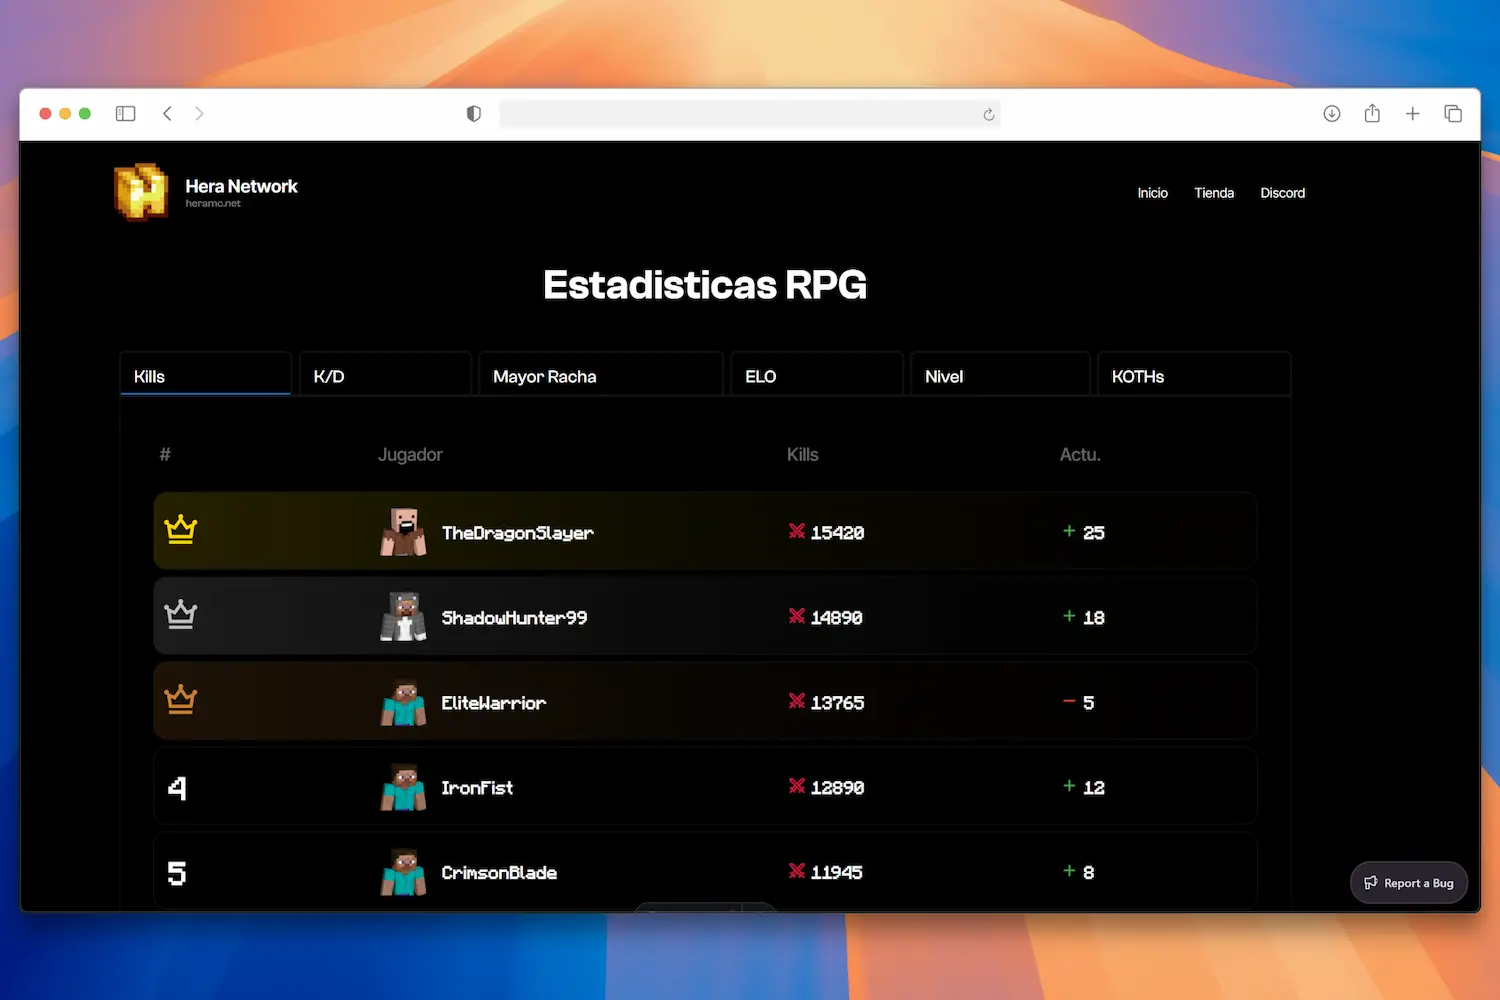 Hera Network
heramc.net
Inicio Tienda Discord
Estadisticas RPG
Kills K/D Mayor Racha ELO Nivel KOTHs
# Jugador Kills Actu.
TheDragonSlayer 15420 + 25
ShadowHunter99 14890 + 18
EliteWarrior 13765 − 5
4 IronFist 12890 + 12
5 CrimsonBlade 11945 + 8
Report a Bug